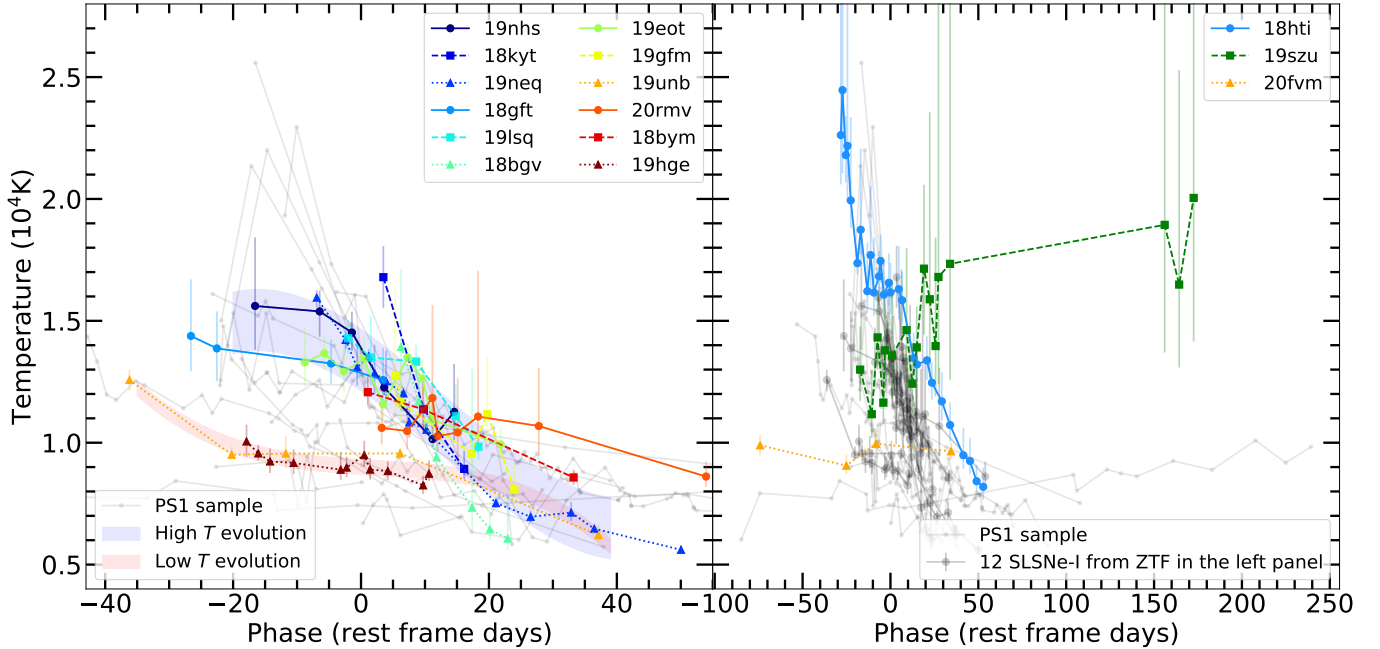 Temperature (10⁴K)
2.5
2.0
1.5
1.0
0.5
19nhs
18kyt
19neq
18gft
19lsq
18bgv
19eot
19gfm
19unb
20rmv
18bym
19hge
PS1 sample
High T evolution
Low T evolution
−40
−20
0
20
40
Phase (rest frame days)
18hti
19szu
20fvm
PS1 sample
12 SLSNe-I from ZTF in the left panel
−100
−50
0
50
100
150
200
250
Phase (rest frame days)